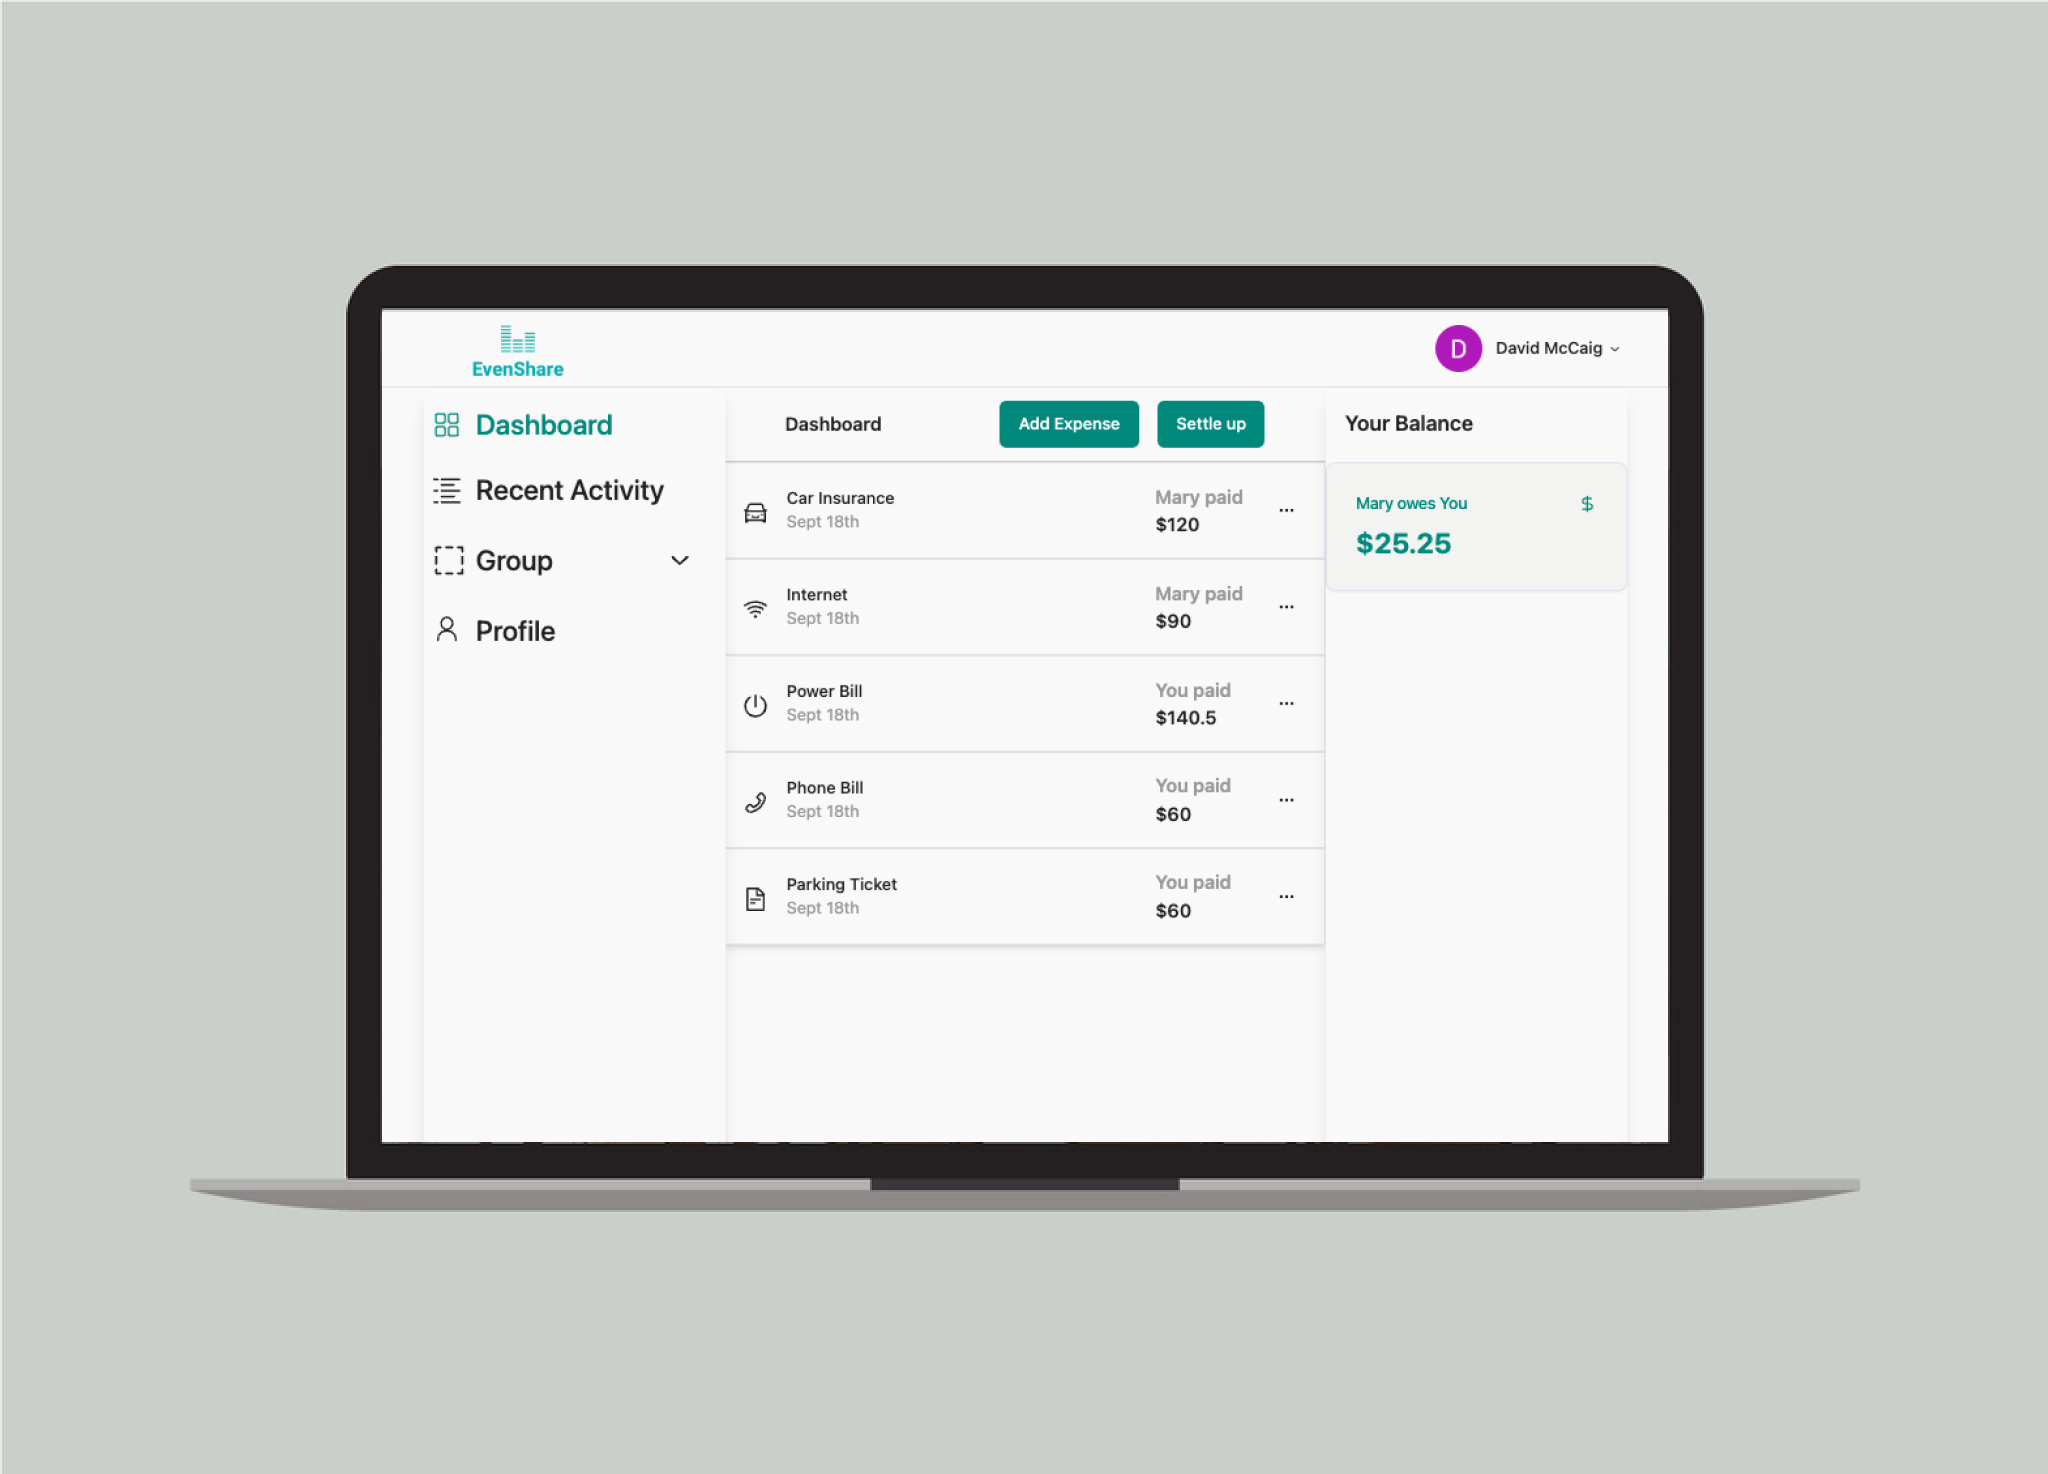 EvenShare
D
David McCaig
Dashboard
Recent Activity
Group
Profile
Dashboard
Add Expense
Settle up
Car Insurance
Sept 18th
Mary paid
$120
...
Internet
Sept 18th
Mary paid
$90
...
Power Bill
Sept 18th
You paid
$140.5
...
Phone Bill
Sept 18th
You paid
$60
...
Parking Ticket
Sept 18th
You paid
$60
...
Your Balance
Mary owes You
$
$25.25